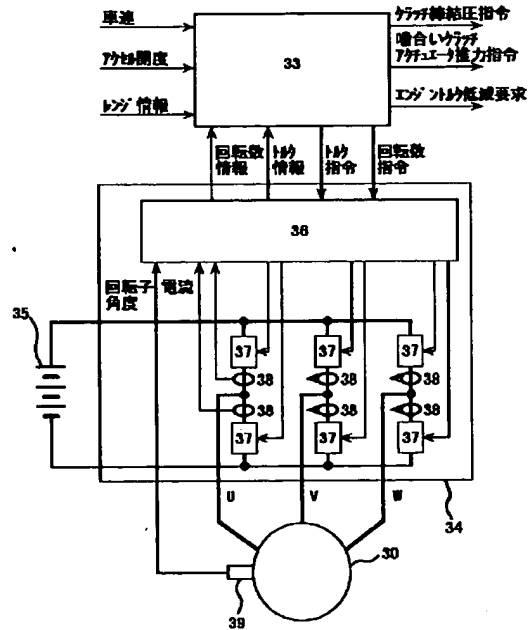 車速
アクセル開度
レンジ情報
33
クラッチ締結圧指令
噛合いクラッチ
アクチュエータ推力指令
エンジントルク低減要求
回転数
情報
トルク
情報
トルク
指令
回転数
指令
36
回転子
角度
電流
35
37
37
37
38
38
38
38
38
38
37
37
37
U
V
W
34
30
39